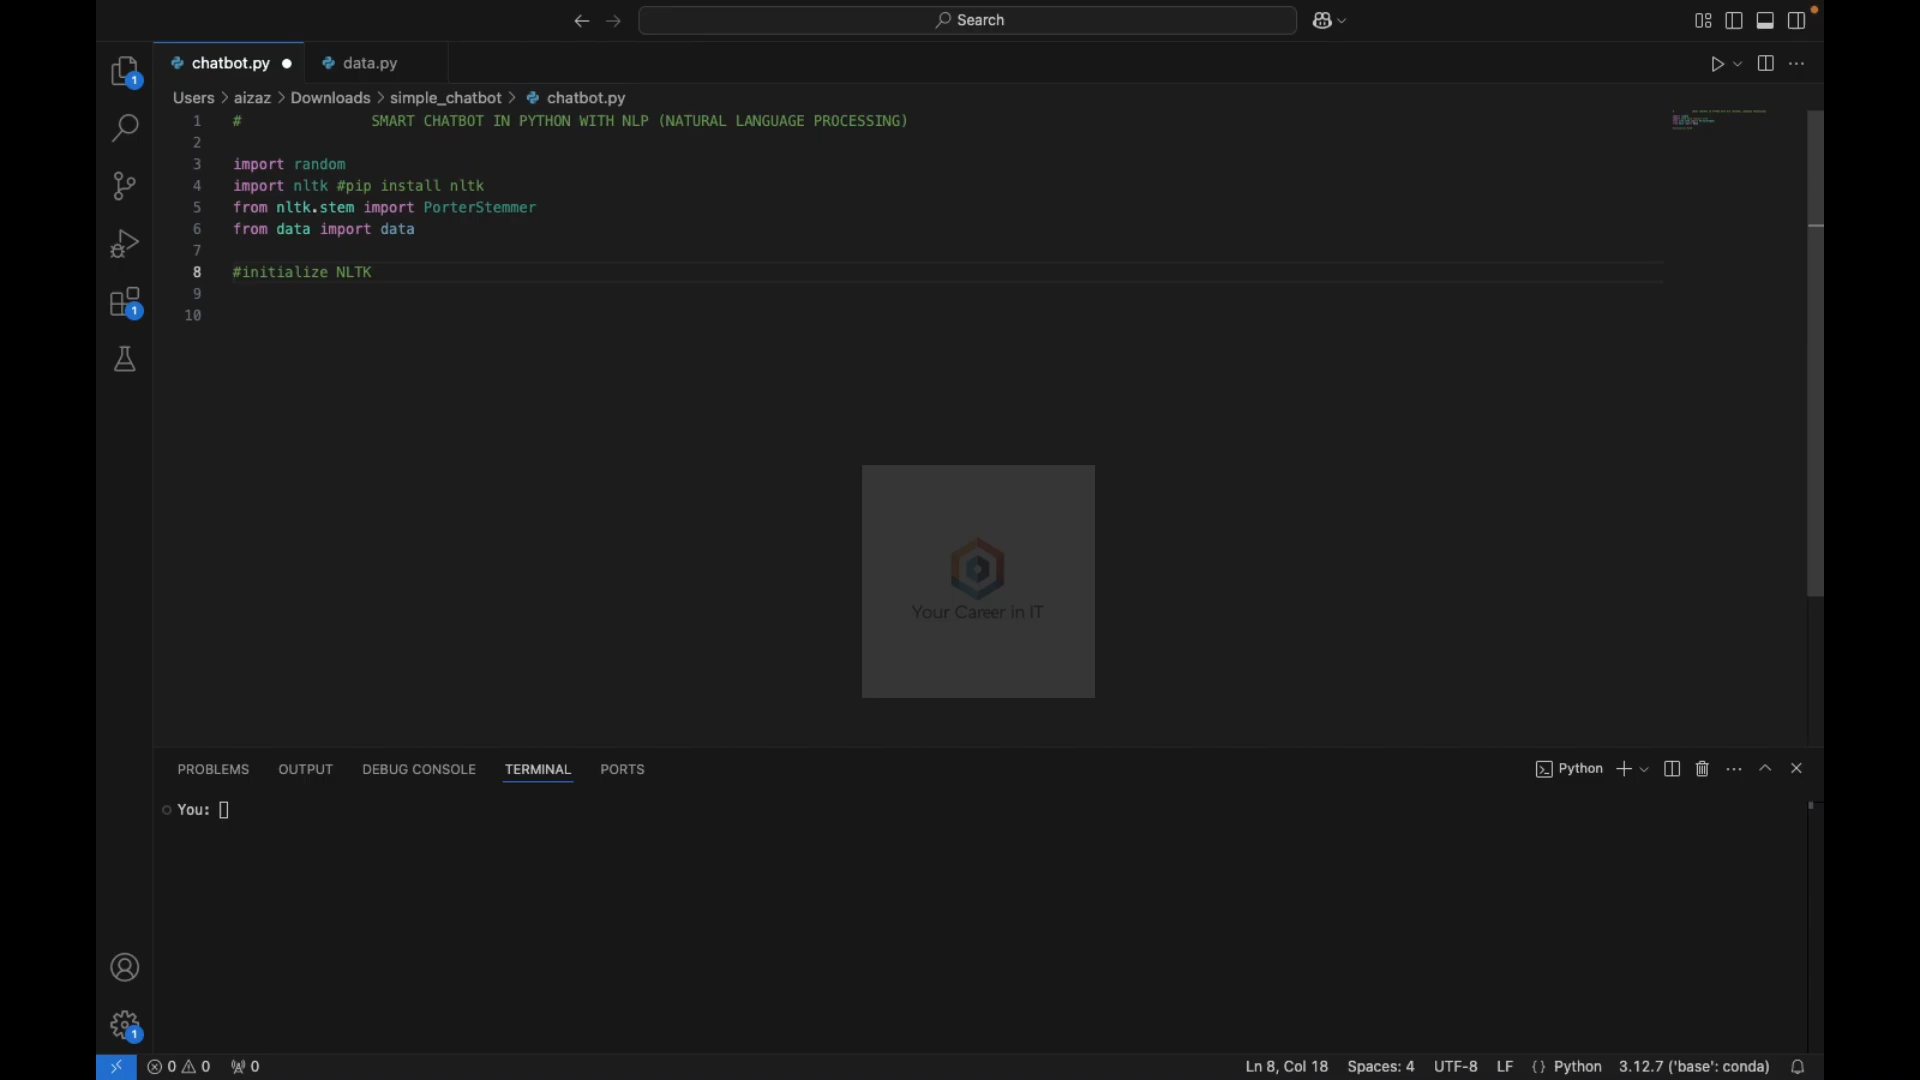 Search
chatbot.py
data.py
Users > aizaz > Downloads > simple_chatbot > chatbot.py
1 # SMART CHATBOT IN PYTHON WITH NLP (NATURAL LANGUAGE PROCESSING)
2
3 import random
4 import nltk #pip install nltk
5 from nltk.stem import PorterStemmer
6 from data import data
7
8 #initialize NLTK
9
10
1
1
Your Career in IT
PROBLEMS OUTPUT DEBUG CONSOLE TERMINAL PORTS
Python
You:
1
0 0 0
Ln 8, Col 18 Spaces: 4 UTF-8 LF {} Python 3.12.7 ('base': conda)